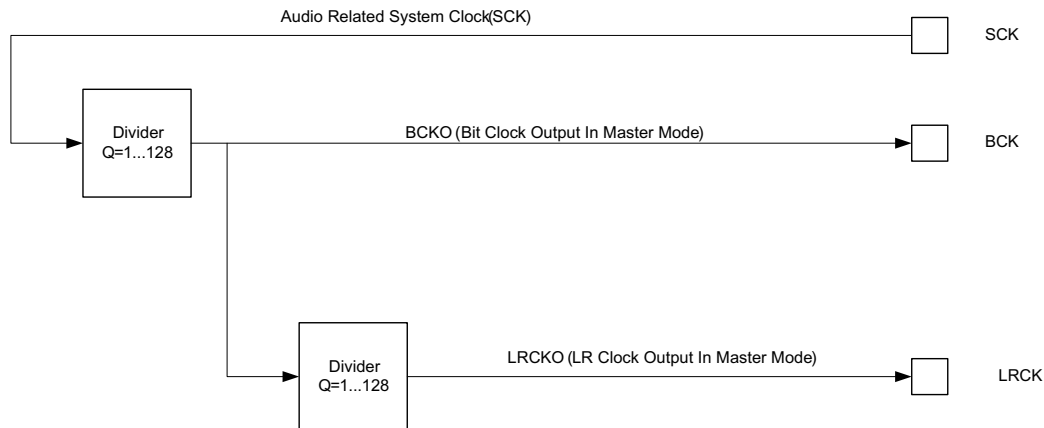 Audio Related System Clock(SCK)
SCK
Divider
Q=1...128
BCKO (Bit Clock Output In Master Mode)
BCK
Divider
Q=1...128
LRCKO (LR Clock Output In Master Mode)
LRCK